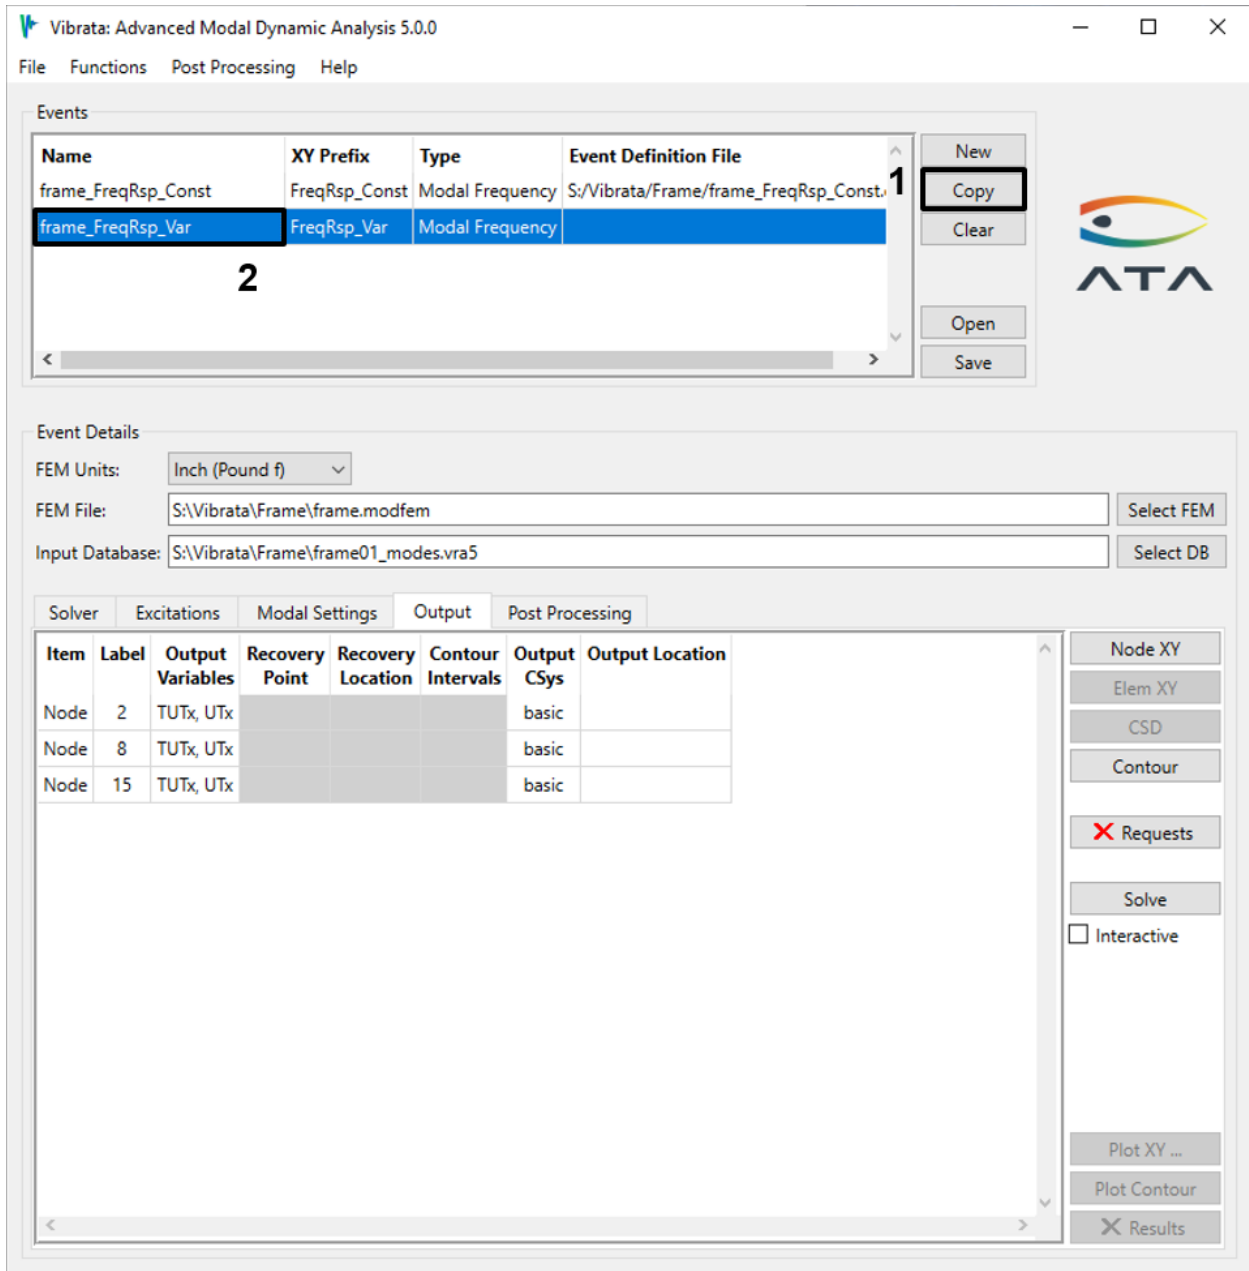 Vibrata: Advanced Modal Dynamic Analysis 5.0.0
File Functions Post Processing Help
Events
Name XY Prefix Type Event Definition File
frame_FreqRsp_Const FreqRsp_Const Modal Frequency S:/Vibrata/Frame/frame_FreqRsp_Const.
frame_FreqRsp_Var FreqRsp_Var Modal Frequency
1
2
New
Copy
Clear
Open
Save
ATA
Event Details
FEM Units: Inch (Pound f)
FEM File: S:\Vibrata\Frame\frame.modfem Select FEM
Input Database: S:\Vibrata\Frame\frame01_modes.vra5 Select DB
Solver Excitations Modal Settings Output Post Processing
Item Label Output Variables Recovery Point Recovery Location Contour Intervals Output CSys Output Location
Node 2 TUTx, UTx basic
Node 8 TUTx, UTx basic
Node 15 TUTx, UTx basic
Node XY
Elem XY
CSD
Contour
Requests
Solve
Interactive
Plot XY ...
Plot Contour
Results